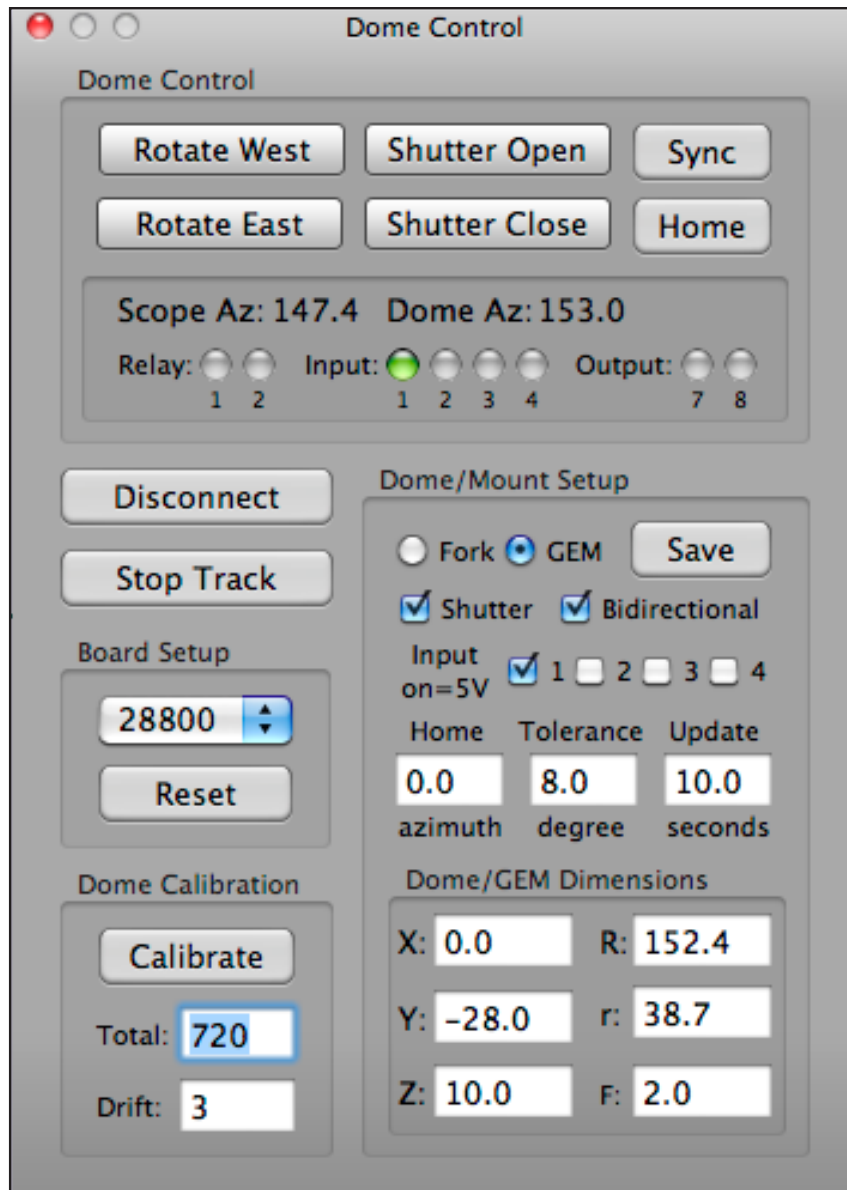 Dome Control
Dome Control
Rotate West Shutter Open Sync
Rotate East Shutter Close Home
Scope Az: 147.4 Dome Az: 153.0
Relay: Input: Output:
1 2 1 2 3 4 7 8
Disconnect
Stop Track
Board Setup
28800
Reset
Dome Calibration
Calibrate
Total: 720
Drift: 3
Dome/Mount Setup
Fork GEM Save
Shutter Bidirectional
Input
on=5V 1 2 3 4
Home Tolerance Update
0.0 8.0 10.0
azimuth degree seconds
Dome/GEM Dimensions
X: 0.0 R: 152.4
Y: -28.0 r: 38.7
Z: 10.0 F: 2.0